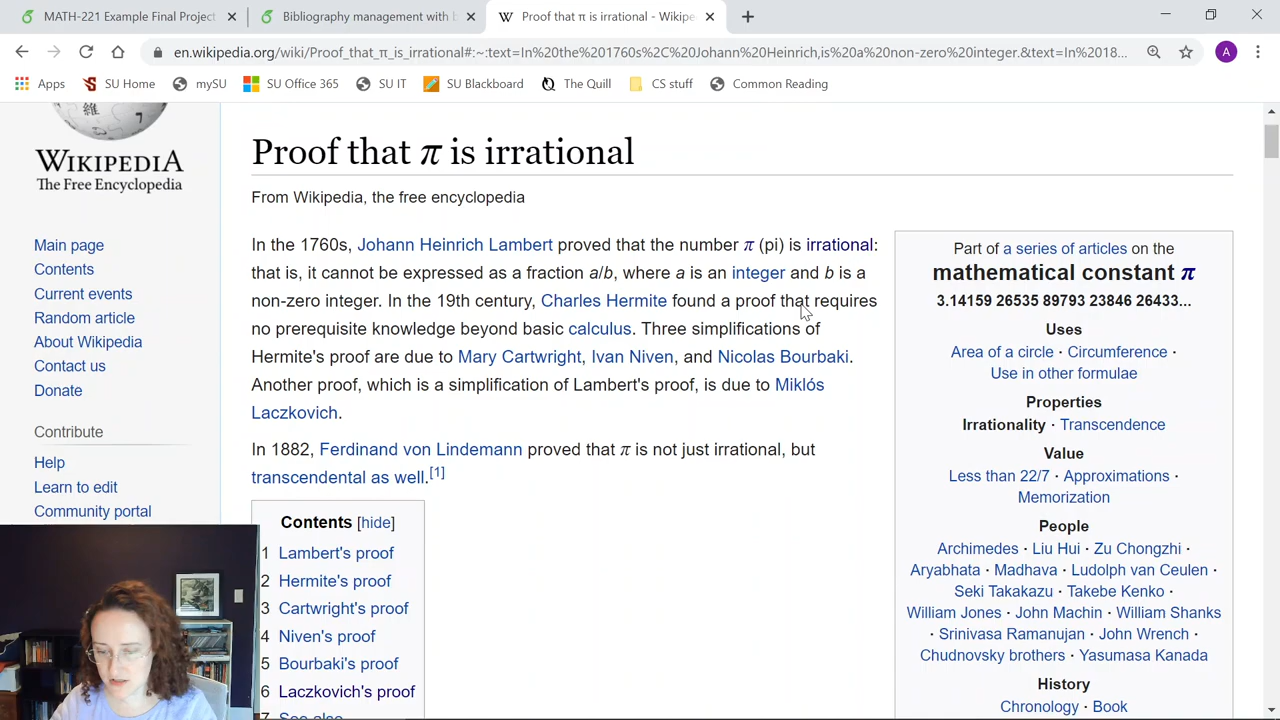 MATH-221 Example Final Project
Bibliography management with b
Proof that π is irrational - Wikipe
en.wikipedia.org/wiki/Proof_that_π_is_irrational#:~:text=In%20the%201760s%2C%20Johann%20Heinrich,is%20a%20non-zero%20integer.&text=In%2018...
A
Apps
SU Home
mySU
SU Office 365
SU IT
SU Blackboard
The Quill
CS stuff
Common Reading
WIKIPEDIA
The Free Encyclopedia
Main page
Contents
Current events
Random article
About Wikipedia
Contact us
Donate
Contribute
Help
Learn to edit
Community portal
Proof that π is irrational
From Wikipedia, the free encyclopedia
In the 1760s, Johann Heinrich Lambert proved that the number π (pi) is irrational:
that is, it cannot be expressed as a fraction a/b, where a is an integer and b is a
non-zero integer. In the 19th century, Charles Hermite found a proof that requires
no prerequisite knowledge beyond basic calculus. Three simplifications of
Hermite's proof are due to Mary Cartwright, Ivan Niven, and Nicolas Bourbaki.
Another proof, which is a simplification of Lambert's proof, is due to Miklós
Laczkovich.
In 1882, Ferdinand von Lindemann proved that π is not just irrational, but
transcendental as well.[1]
Contents [hide]
1 Lambert's proof
2 Hermite's proof
3 Cartwright's proof
4 Niven's proof
5 Bourbaki's proof
6 Laczkovich's proof
7 See also
Part of a series of articles on the
mathematical constant π
3.14159 26535 89793 23846 26433...
Uses
Area of a circle · Circumference ·
Use in other formulae
Properties
Irrationality · Transcendence
Value
Less than 22/7 · Approximations ·
Memorization
People
Archimedes · Liu Hui · Zu Chongzhi ·
Aryabhata · Madhava · Ludolph van Ceulen ·
Seki Takakazu · Takebe Kenko ·
William Jones · John Machin · William Shanks
· Srinivasa Ramanujan · John Wrench ·
Chudnovsky brothers · Yasumasa Kanada
History
Chronology · Book